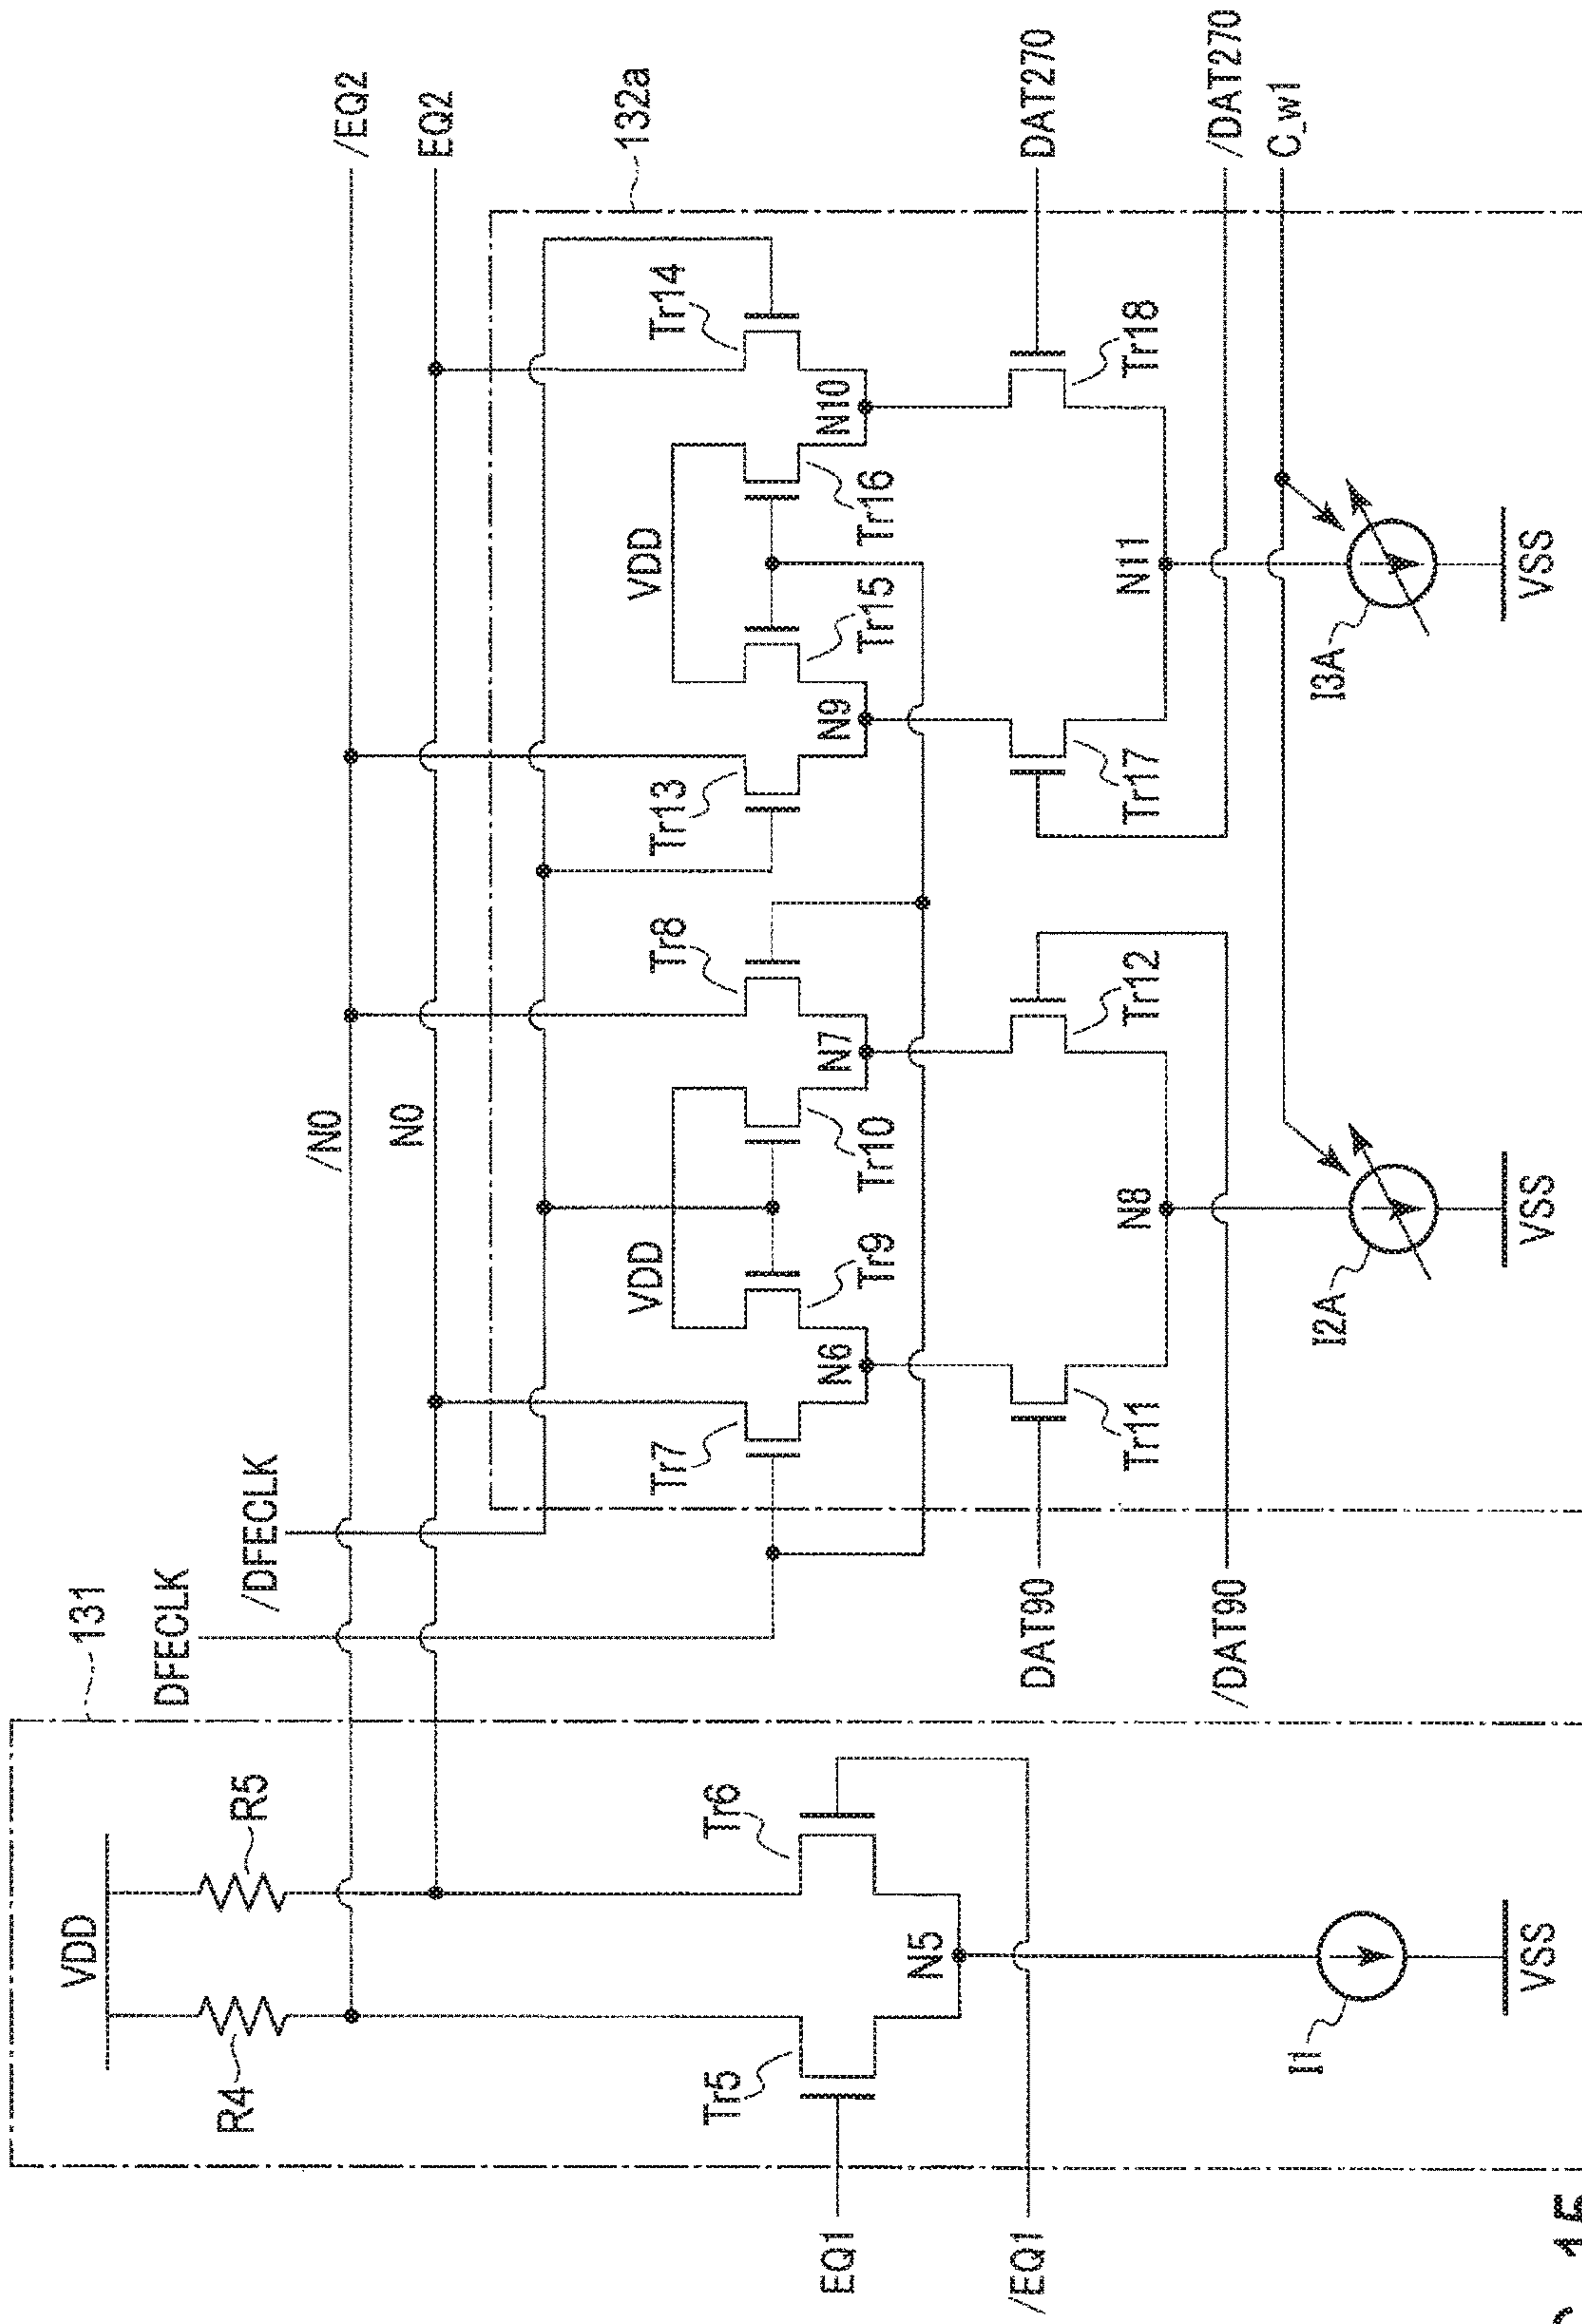 131
VDD
R4
R5
Tr5
Tr6
N5
EQ1
/EQ1
I1
VSS
DFECLK
/DFECLK
/NO
NO
/EQ2
EQ2
132a
Tr7
VDD
Tr8
Tr13
VDD
Tr14
N6
Tr9
Tr10
N7
N9
Tr15
Tr16
N10
DAT90
Tr11
Tr12
Tr17
Tr18
DAT270
/DAT90
N8
N11
/DAT270
C_w1
I2A
I3A
VSS
VSS